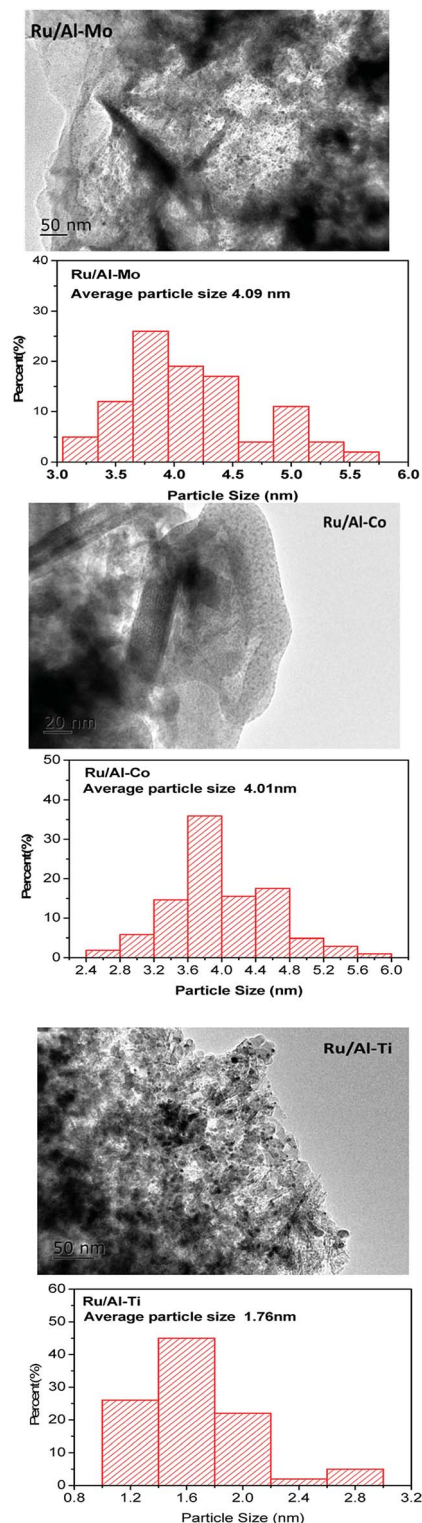 Ru/Al-Mo
50 nm
Ru/Al-Mo
Average particle size 4.09 nm
Percent(%)
40
30
20
10
0
3.0 3.5 4.0 4.5 5.0 5.5 6.0
Particle Size (nm)
Ru/Al-Co
20 nm
Ru/Al-Co
Average particle size 4.01nm
Percent(%)
50
40
30
20
10
0
2.4 2.8 3.2 3.6 4.0 4.4 4.8 5.2 5.6 6.0
Particle Size (nm)
Ru/Al-Ti
50 nm
Ru/Al-Ti
Average particle size 1.76nm
Percent(%)
60
50
40
30
20
10
0
0.8 1.2 1.6 2.0 2.4 2.8 3.2
Particle Size (nm)